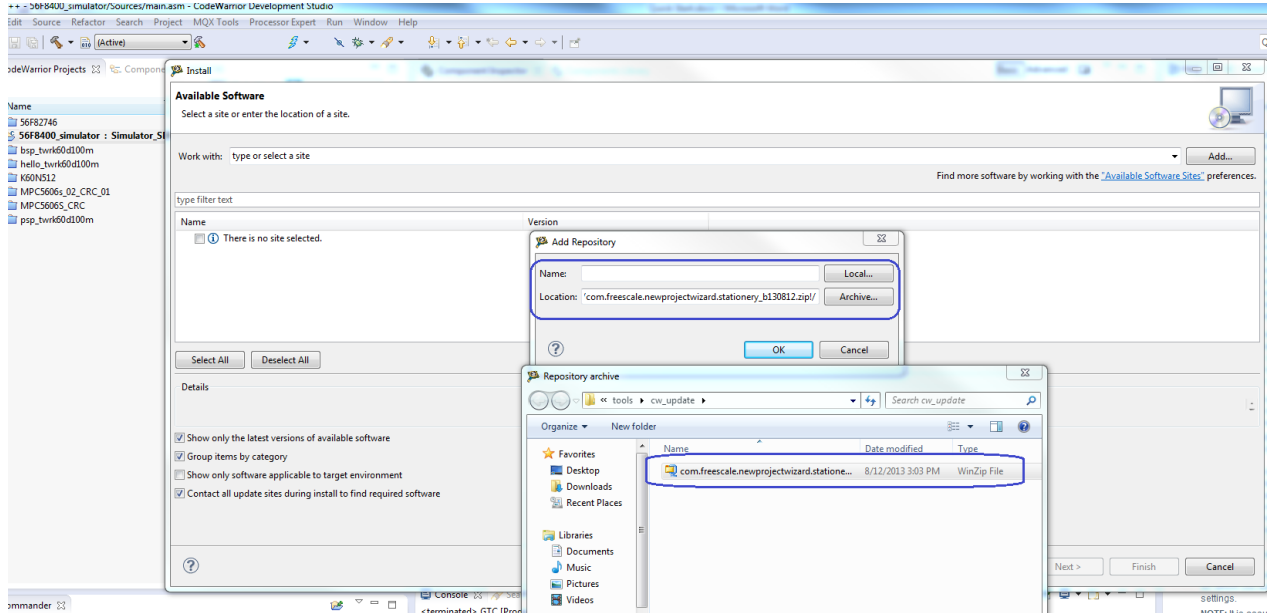 ++ - 56F8400_simulator/Sources/main.asm - CodeWarrior Development Studio
Edit Source Refactor Search Project MQX Tools Processor Expert Run Window Help
(Active)
CodeWarrior Projects
Name
56F82746
56F8400_simulator : Simulator_
bsp_twrk60d100m
hello_twrk60d100m
K60N512
MPC5606s_02_CRC_01
MPC5606S_CRC
psp_twrk60d100m
Install
Available Software
Select a site or enter the location of a site.
Work with: type or select a site
Add...
Find more software by working with the "Available Software Sites" preferences.
type filter text
Name Version
There is no site selected.
Select All Deselect All
Details
Show only the latest versions of available software
Group items by category
Show only software applicable to target environment
Contact all update sites during install to find required software
Next > Finish Cancel
Add Repository
Name: Local...
Location: /com.freescale.newprojectwizard.stationery_b130812.zip!/ Archive...
OK Cancel
Repository archive
« tools cw_update Search cw_update
Organize New folder
Favorites
Desktop
Downloads
Recent Places
Libraries
Documents
Music
Pictures
Videos
Name Date modified Type
com.freescale.newprojectwizard.statione... 8/12/2013 3:03 PM WinZip File
Console
settings.
<terminated> GTC